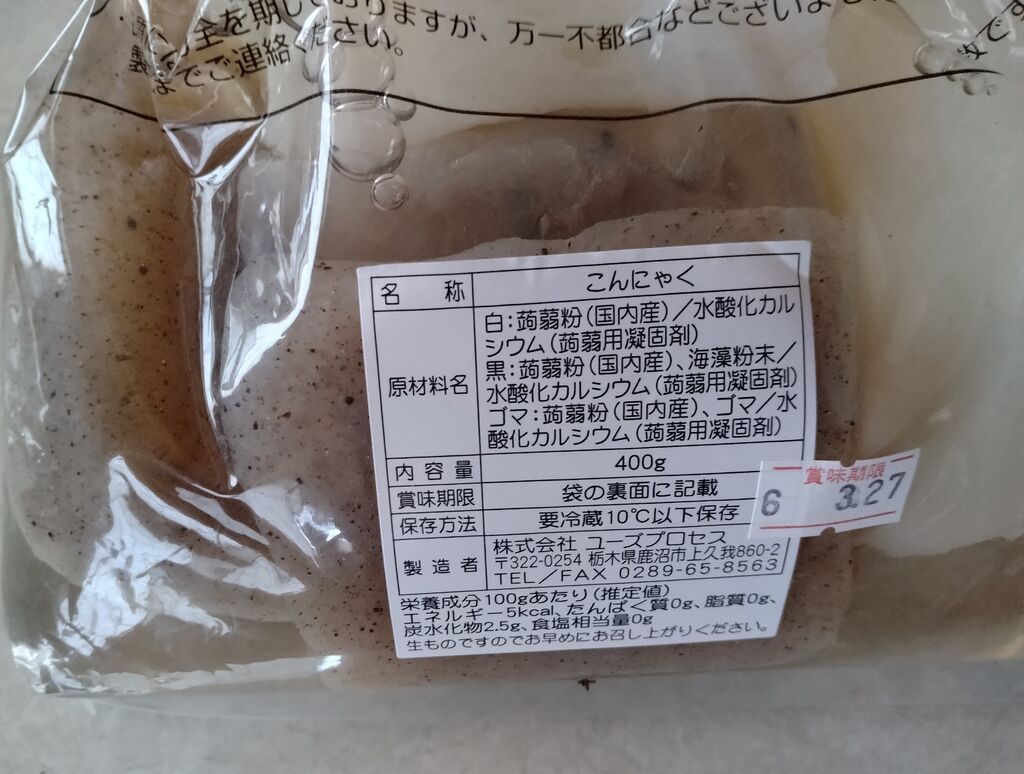 全を期しておりますが、万一不都合などござい
までご連絡ください。
名 称 こんにゃく
原材料名
白:蒟蒻粉(国内産)/水酸化カル
シウム(蒟蒻用凝固剤)
黒:蒟蒻粉(国内産)、海藻粉末/
水酸化カルシウム(蒟蒻用凝固剤)
ゴマ:蒟蒻粉(国内産)、ゴマ/水
酸化カルシウム(蒟蒻用凝固剤)
内容量 400g
賞味期限 袋の裏面に記載
保存方法 要冷蔵10℃以下保存
製造者
株式会社 ユーズプロセス
〒322-0254 栃木県鹿沼市上久我860-2
TEL/FAX 0289-65-8563
栄養成分100gあたり(推定値)
エネルギー5kcal、たんぱく質0g、脂質0g、
炭水化物2.5g、食塩相当量0g
生ものですのでお早めにお召し上がりください。
賞味期限
6 3.27